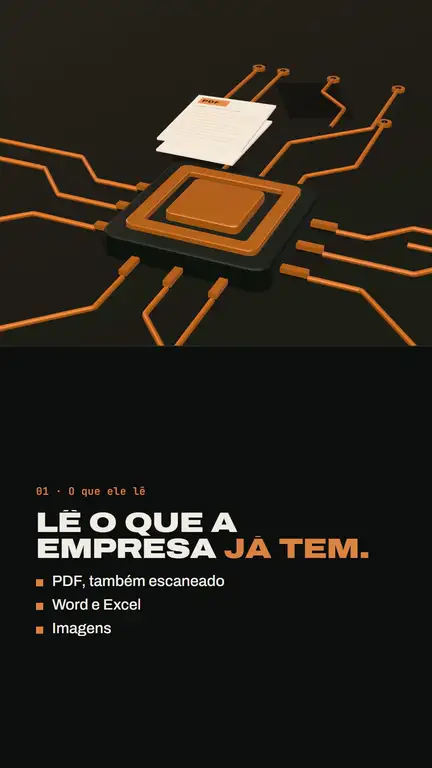 PDF
01 · O que ele lê
LÊ O QUE A
EMPRESA JÁ TEM.
PDF, também escaneado
Word e Excel
Imagens